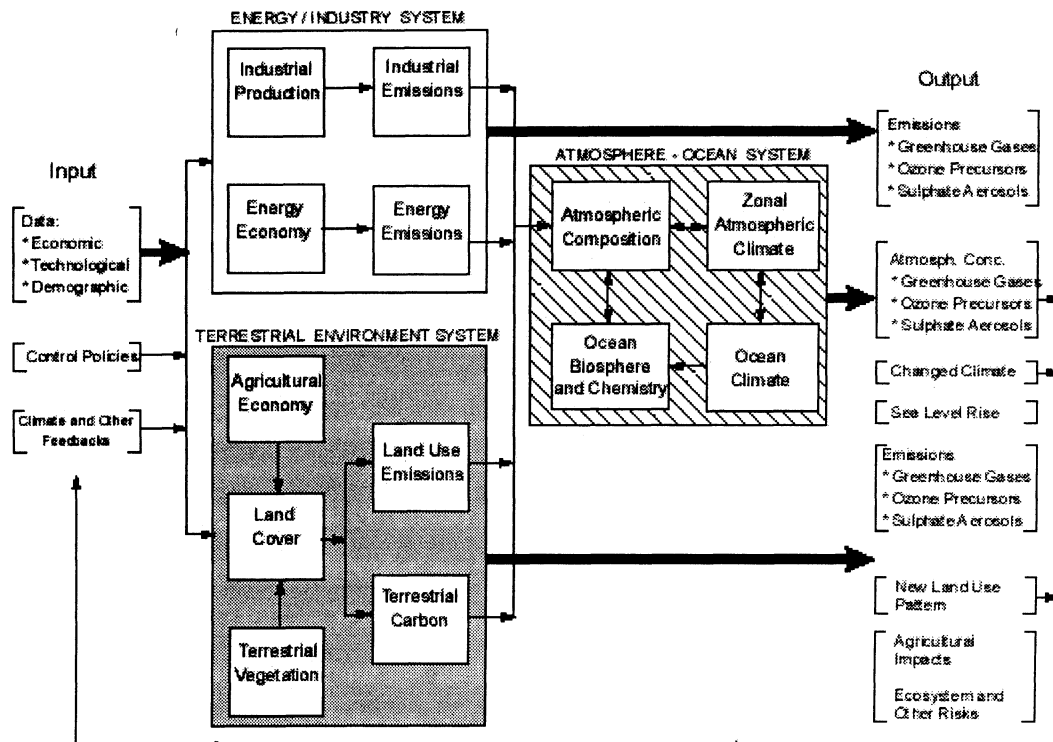 ENERGY / INDUSTRY SYSTEM
Industrial
Production
Industrial
Emissions
Energy
Economy
Energy
Emissions
Input
Data:
* Economic
* Technological
* Demographic
Control Policies
Climate and Other
Feedbacks
TERRESTRIAL ENVIRONMENT SYSTEM
Agricultural
Economy
Land
Cover
Terrestrial
Vegetation
Land Use
Emissions
Terrestrial
Carbon
ATMOSPHERE - OCEAN SYSTEM
Atmospheric
Composition
Zonal
Atmospheric
Climate
Ocean
Biosphere
and Chemistry
Ocean
Climate
Output
Emissions
* Greenhouse Gases
* Ozone Precursors
* Sulphate Aerosols
Atmosph. Conc.
* Greenhouse Gases
* Ozone Precursors
* Sulphate Aerosols
Changed Climate
Sea Level Rise
Emissions
* Greenhouse Gases
* Ozone Precursors
* Sulphate Aerosols
New Land Use
Pattern
Agricultural
Impacts
Ecosystem and
Other Risks